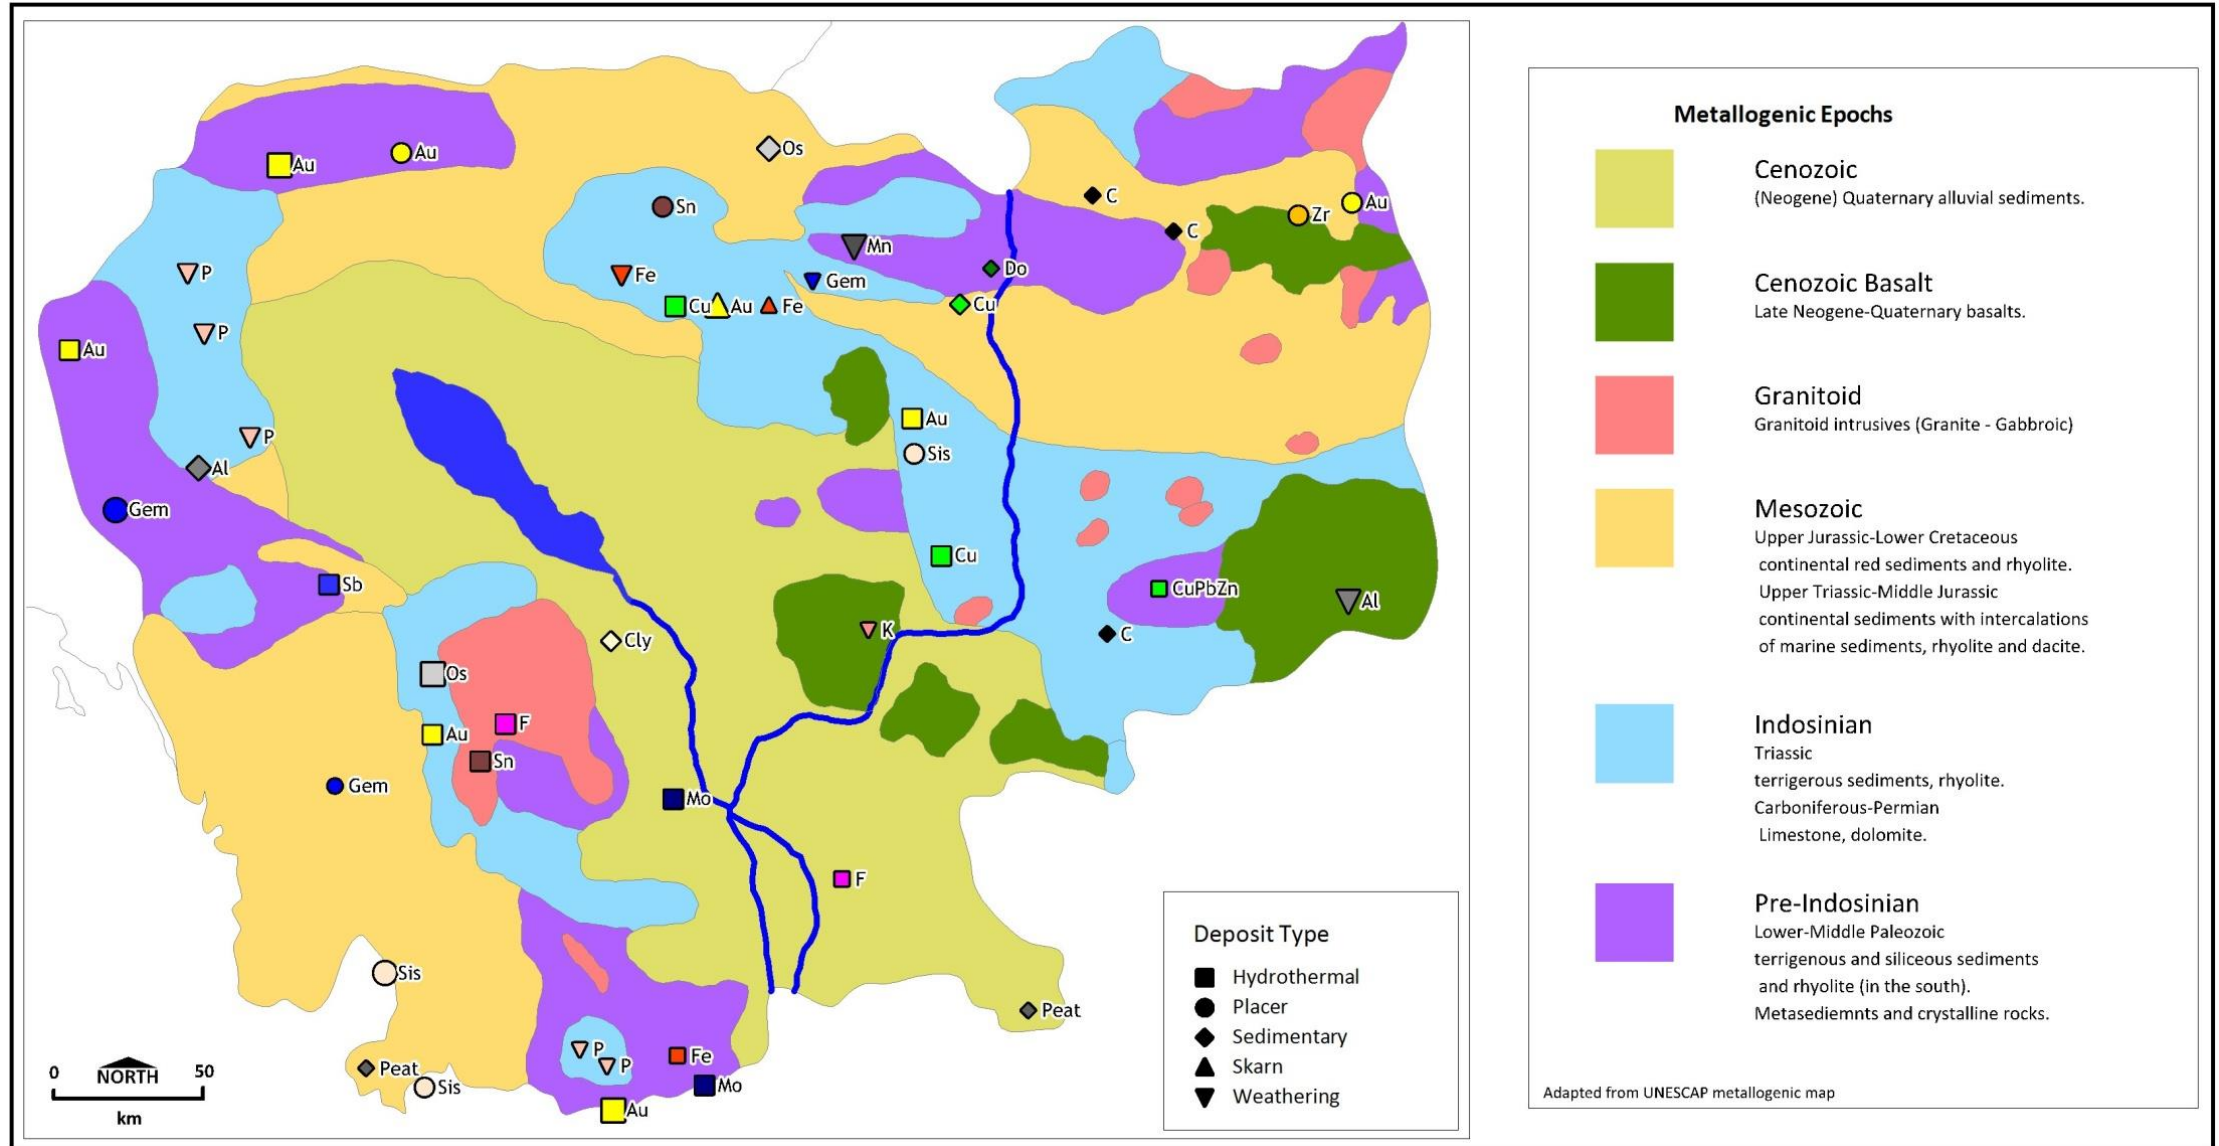 Os
Au
Au
C
Au
Sn
Zr
C
Mn
P
Fe
Do
Gem
Cu
Au
Fe
Cu
P
Au
Au
P
Sis
Al
Gem
Cu
Sb
CuPbZn
Al
K
C
Cly
Os
F
Au
Sn
Gem
Mo
F
Sis
Peat
P
P
Fe
Peat
Sis
Mo
Au
0
NORTH
50
km
Deposit Type
Hydrothermal
Placer
Sedimentary
Skarn
Weathering
Metallogenic Epochs
Cenozoic
(Neogene) Quaternary alluvial sediments.
Cenozoic Basalt
Late Neogene-Quaternary basalts.
Granitoid
Granitoid intrusives (Granite - Gabbroic)
Mesozoic
Upper Jurassic-Lower Cretaceous
continental red sediments and rhyolite.
Upper Triassic-Middle Jurassic
continental sediments with intercalations
of marine sediments, rhyolite and dacite.
Indosinian
Triassic
terrigerous sediments, rhyolite.
Carboniferous-Permian
Limestone, dolomite.
Pre-Indosinian
Lower-Middle Paleozoic
terrigenous and siliceous sediments
and rhyolite (in the south).
Metasediemnts and crystalline rocks.
Adapted from UNESCAP metallogenic map